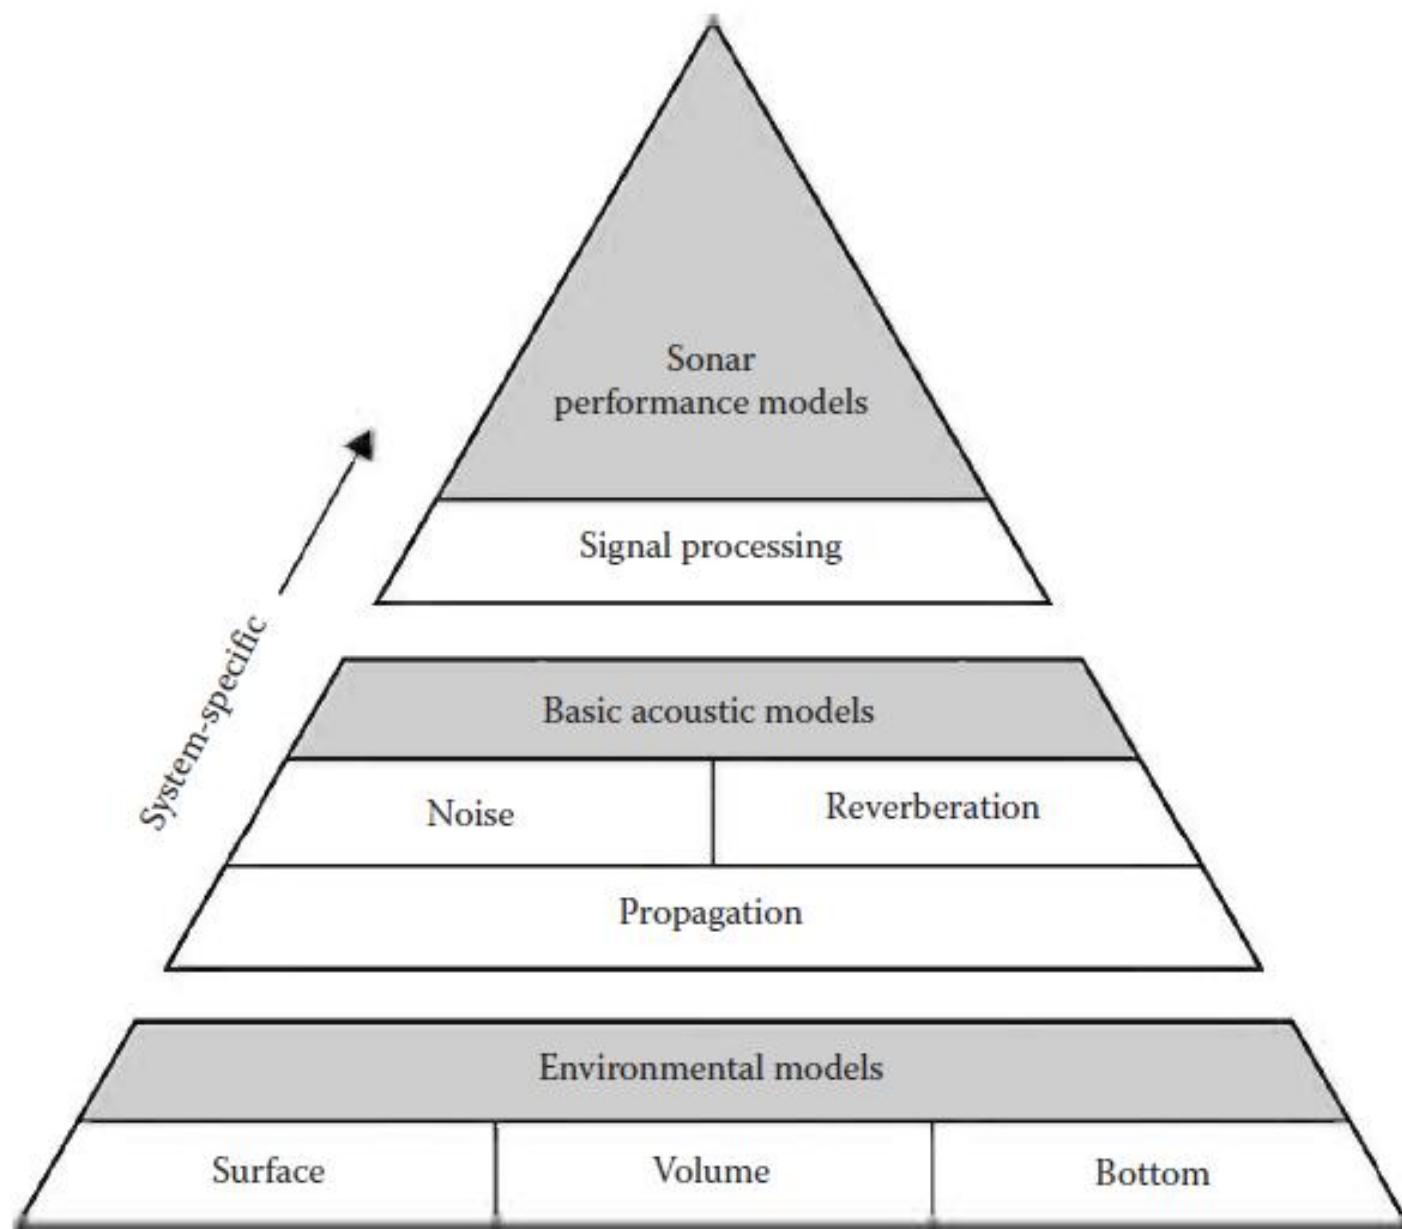 Sonar
performance models
Signal processing
System-specific
Basic acoustic models
Noise
Reverberation
Propagation
Environmental models
Surface
Volume
Bottom